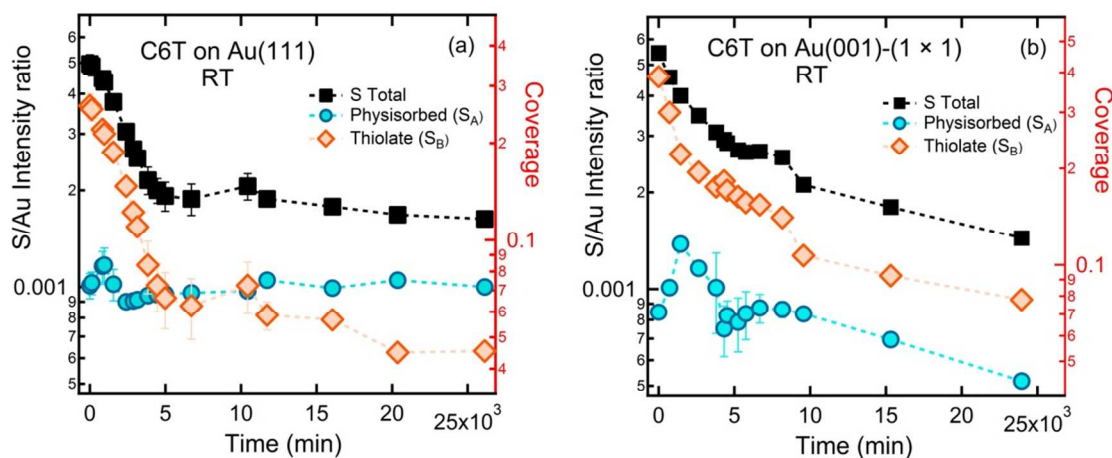 C6T on Au(111)
RT
(a)
S Total
Physisorbed (SA)
Thiolate (SB)
S/Au Intensity ratio
6
5
4
3
2
0.001
9
8
7
6
5
4
3
2
0.1
9
8
7
6
5
4
Coverage
0
5
10
15
20
25x10³
Time (min)
C6T on Au(001)-(1 × 1)
RT
(b)
S Total
Physisorbed (SA)
Thiolate (SB)
S/Au Intensity ratio
6
5
4
3
2
0.001
9
8
7
6
5
5
4
3
2
0.1
9
8
7
6
5
4
Coverage
0
5
10
15
20
25x10³
Time (min)